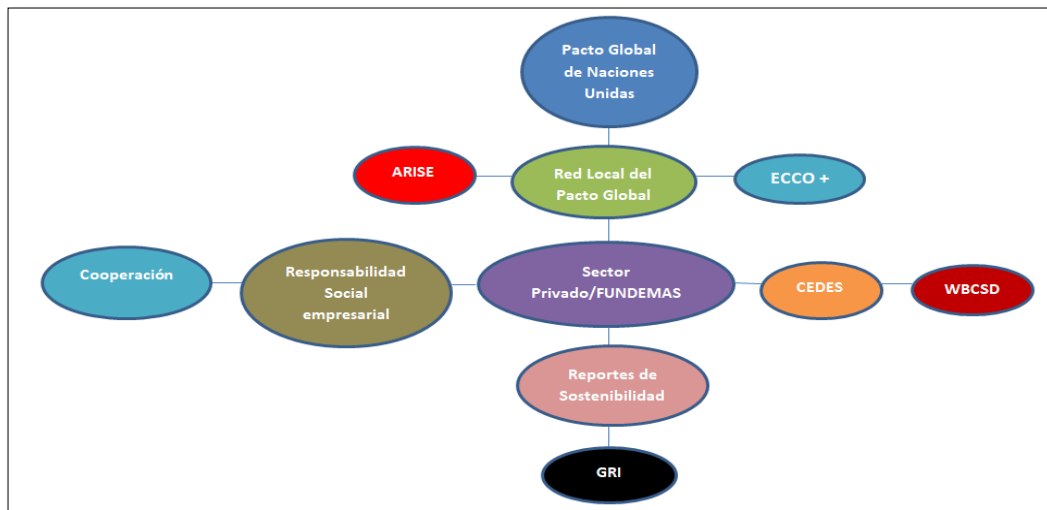 Pacto Global
de Naciones
Unidas
ARISE
Red Local del
Pacto Global
ECCO +
Cooperación
Responsabilidad
Social
empresarial
Sector
Privado/FUNDEMAS
CEDES
WBCSD
Reportes de
Sostenibilidad
GRI